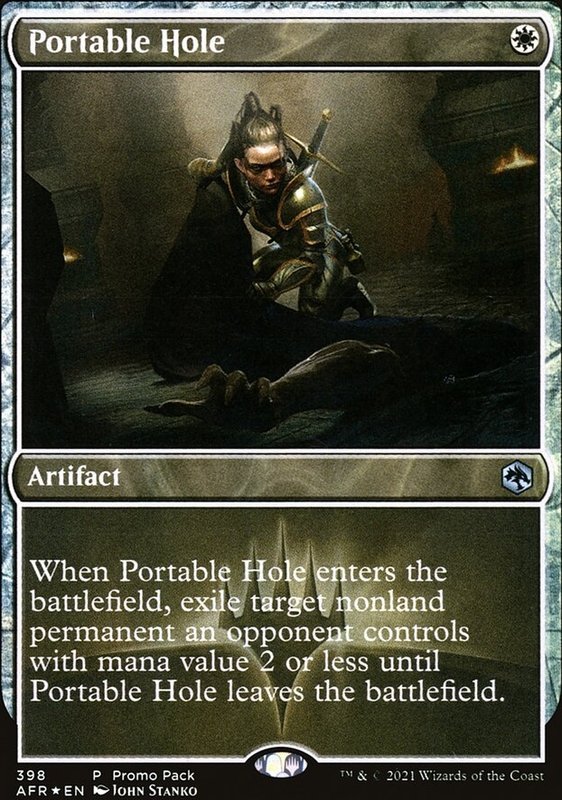 Portable Hole
Artifact
When Portable Hole enters the
battlefield, exile target nonland
permanent an opponent controls
with mana value 2 or less until
Portable Hole leaves the battlefield.
398 P Promo Pack
AFR★EN John Stanko
™ & © 2021 Wizards of the Coast